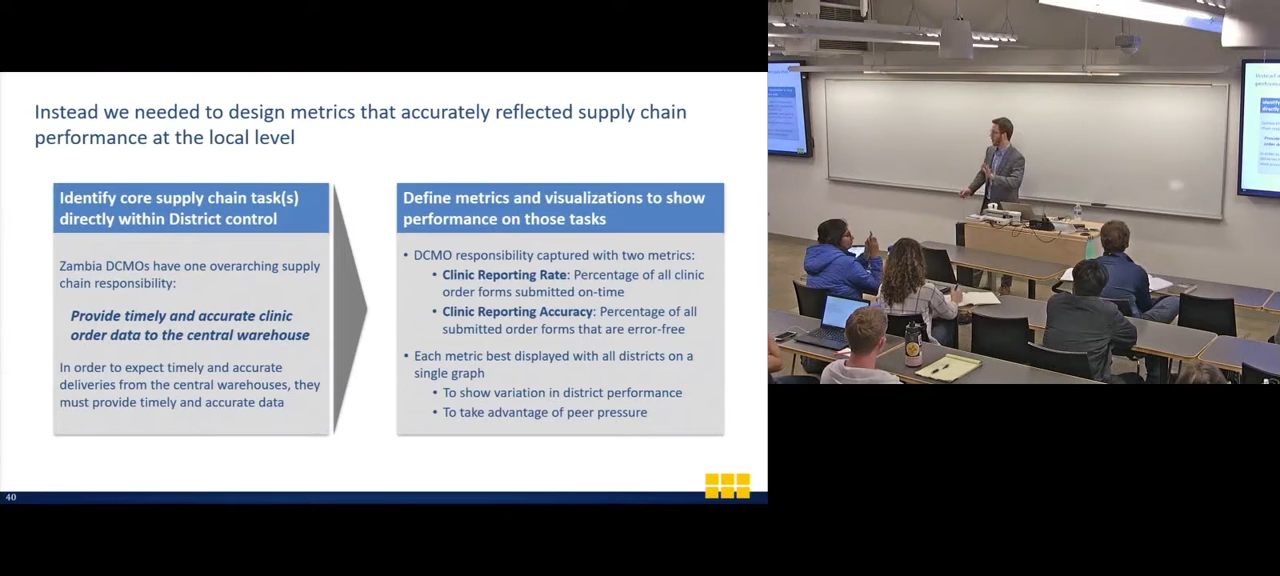 Instead we needed to design metrics that accurately reflected supply chain
performance at the local level
Identify core supply chain task(s)
directly within District control
Zambia DCMOs have one overarching supply
chain responsibility:
Provide timely and accurate clinic
order data to the central warehouse
In order to expect timely and accurate
deliveries from the central warehouses, they
must provide timely and accurate data
Define metrics and visualizations to show
performance on those tasks
• DCMO responsibility captured with two metrics:
• Clinic Reporting Rate: Percentage of all clinic
order forms submitted on-time
• Clinic Reporting Accuracy: Percentage of all
submitted order forms that are error-free
• Each metric best displayed with all districts on a
single graph
• To show variation in district performance
• To take advantage of peer pressure
40